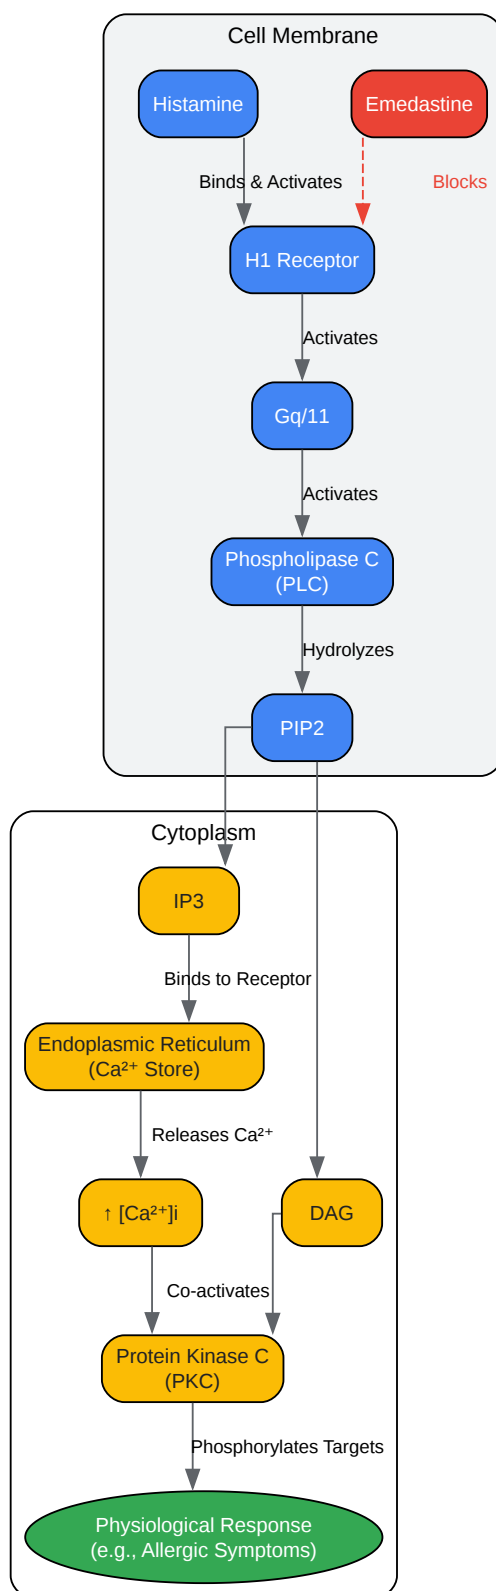 Cell Membrane
Histamine
Emedastine
Binds & Activates
Blocks
H1 Receptor
Activates
Gq/11
Activates
Phospholipase C
(PLC)
Hydrolyzes
PIP2
Cytoplasm
IP3
Binds to Receptor
Endoplasmic Reticulum
(Ca²⁺ Store)
Releases Ca²⁺
↑ [Ca²⁺]i
DAG
Co-activates
Protein Kinase C
(PKC)
Phosphorylates Targets
Physiological Response
(e.g., Allergic Symptoms)